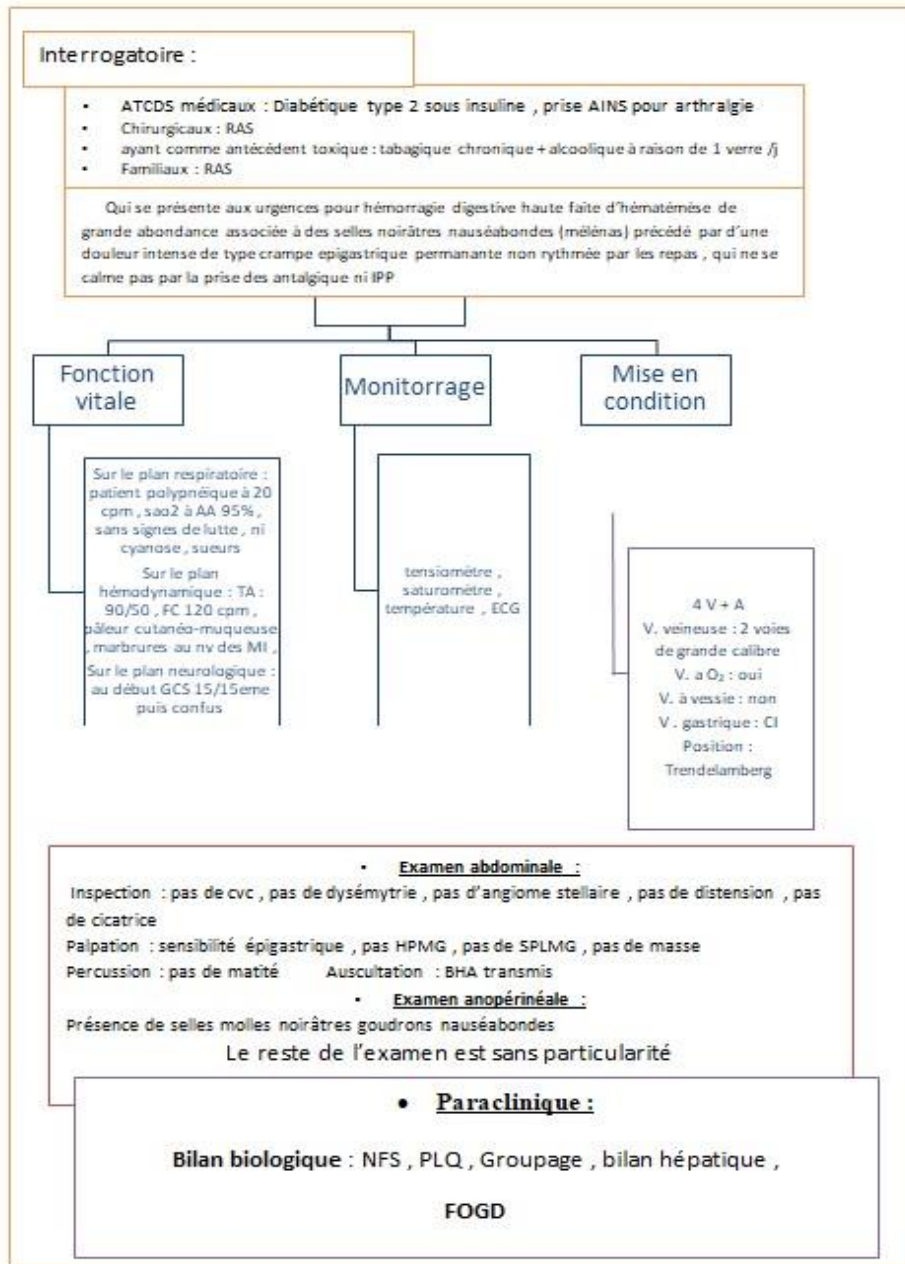 Interrogatoire :
• ATCDS médicaux : Diabétique type 2 sous insuline , prise AINS pour arthralgie
• Chirurgicaux : RAS
• ayant comme antécédent toxique : tabagique chronique + alcoolique à raison de 1 verre /j
• Familiaux : RAS
Qui se présente aux urgences pour hémorragie digestive haute faite d'hématémèse de
grande abondance associée à des selles noirâtres nauséabondes (mélénas) précédé par d'une
douleur intense de type crampe epigastrique permanante non rythmée par les repas , qui ne se
calme pas par la prise des antalgique ni IPP
Fonction
vitale
Monitorrage
Mise en
condition
Sur le plan respiratoire :
patient polypnéique à 20
cpm , sao2 à AA 95% ,
sans signes de lutte , ni
cyanose , sueurs
Sur le plan
hémodynamique : TA :
90/50 , FC 120 cpm ,
pâleur cutanéo-muqueuse
, marbrures au nv des MI ,
Sur le plan neurologique :
au début GCS 15/15eme
puis confus
tensiomètre ,
saturomètre ,
température , ECG
4 V + A
V. veineuse : 2 voies
de grande calibre
V. a O₂ : oui
V. à vessie : non
V . gastrique : CI
Position :
Trendelamberg
• Examen abdominale :
Inspection : pas de cvc , pas de dysémytrie , pas d'angiome stellaire , pas de distension , pas
de cicatrice
Palpation : sensibilité épigastrique , pas HPMG , pas de SPLMG , pas de masse
Percussion : pas de matité Auscultation : BHA transmis
• Examen anopérinéale :
Présence de selles molles noirâtres goudrons nauséabondes
Le reste de l'examen est sans particularité
• Paraclinique :
Bilan biologique : NFS , PLQ , Groupage , bilan hépatique ,
FOGD